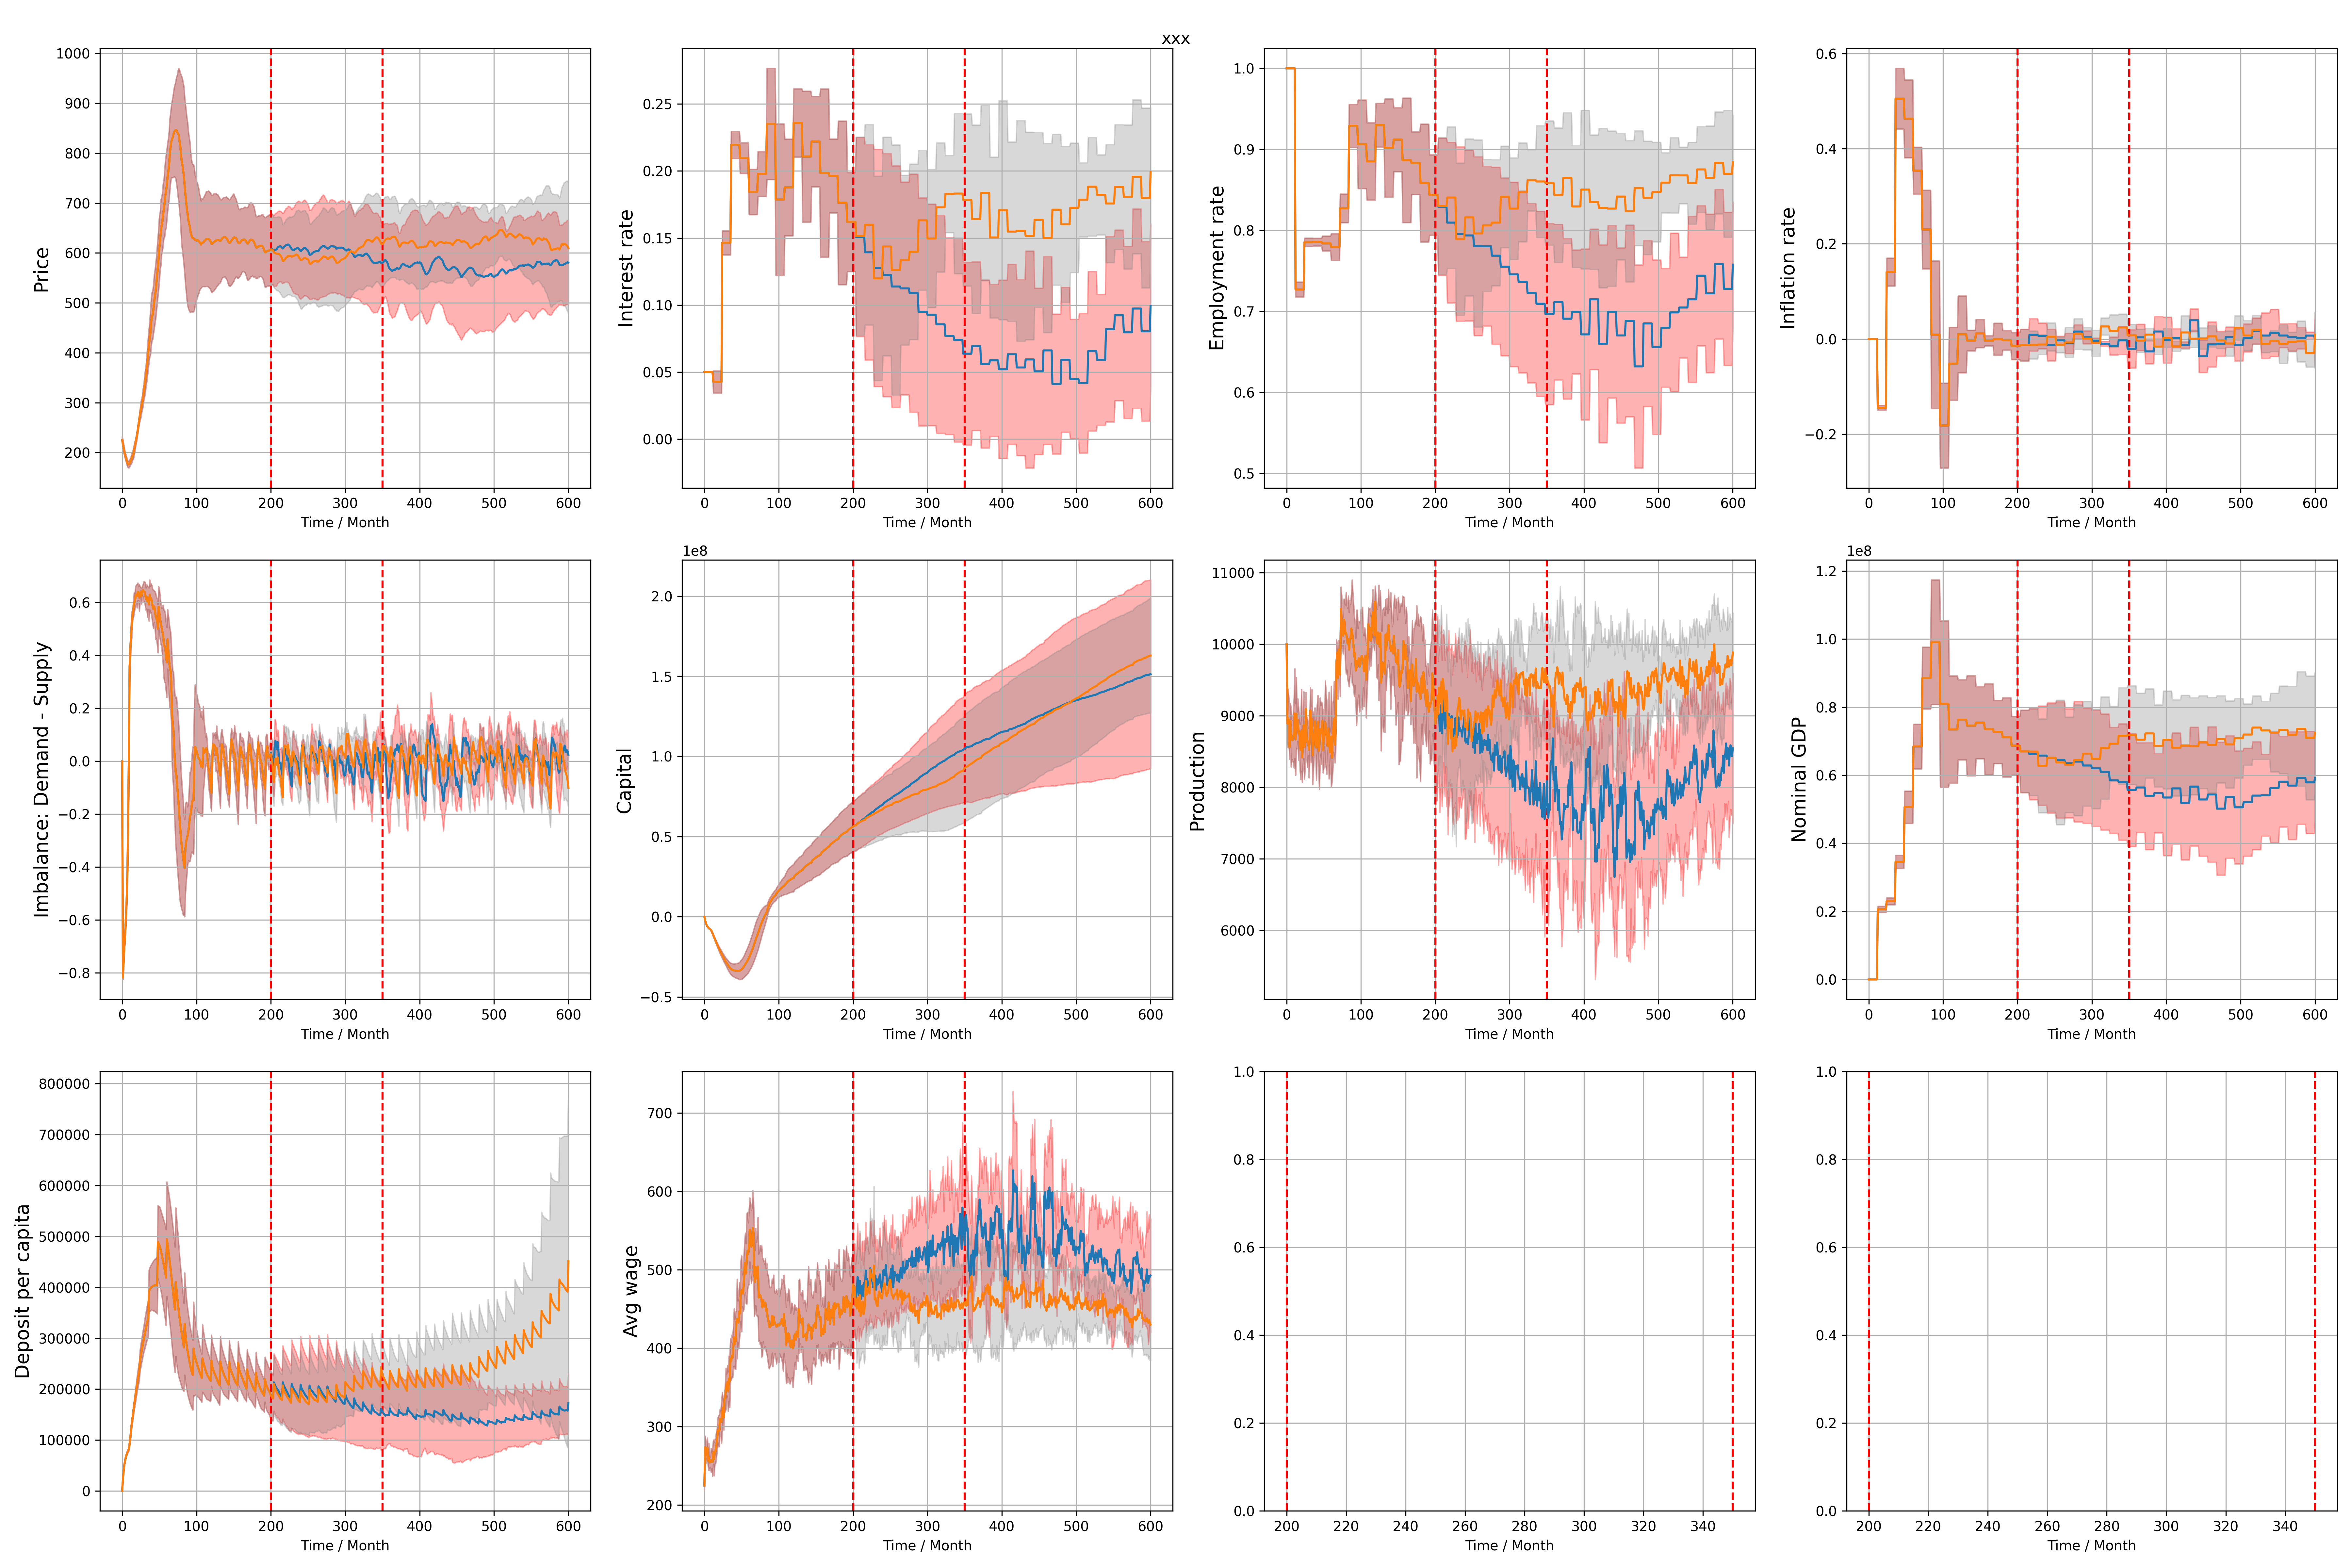 xxx
1000
900
800
700
600
500
400
300
200
Price
0 100 200 300 400 500 600
Time / Month
0.25
0.20
0.15
0.10
0.05
0.00
Interest rate
0 100 200 300 400 500 600
Time / Month
1.0
0.9
0.8
0.7
0.6
0.5
Employment rate
0 100 200 300 400 500 600
Time / Month
0.6
0.4
0.2
0.0
−0.2
Inflation rate
0 100 200 300 400 500 600
Time / Month
0.6
0.4
0.2
0.0
−0.2
−0.4
−0.6
−0.8
Imbalance: Demand - Supply
0 100 200 300 400 500 600
Time / Month
1e8
2.0
1.5
1.0
0.5
0.0
−0.5
Capital
0 100 200 300 400 500 600
Time / Month
11000
10000
9000
8000
7000
6000
Production
0 100 200 300 400 500 600
Time / Month
1e8
1.2
1.0
0.8
0.6
0.4
0.2
0.0
Nominal GDP
0 100 200 300 400 500 600
Time / Month
800000
700000
600000
500000
400000
300000
200000
100000
0
Deposit per capita
0 100 200 300 400 500 600
Time / Month
700
600
500
400
300
200
Avg wage
0 100 200 300 400 500 600
Time / Month
1.0
0.8
0.6
0.4
0.2
0.0
200 220 240 260 280 300 320 340
Time / Month
1.0
0.8
0.6
0.4
0.2
0.0
200 220 240 260 280 300 320 340
Time / Month